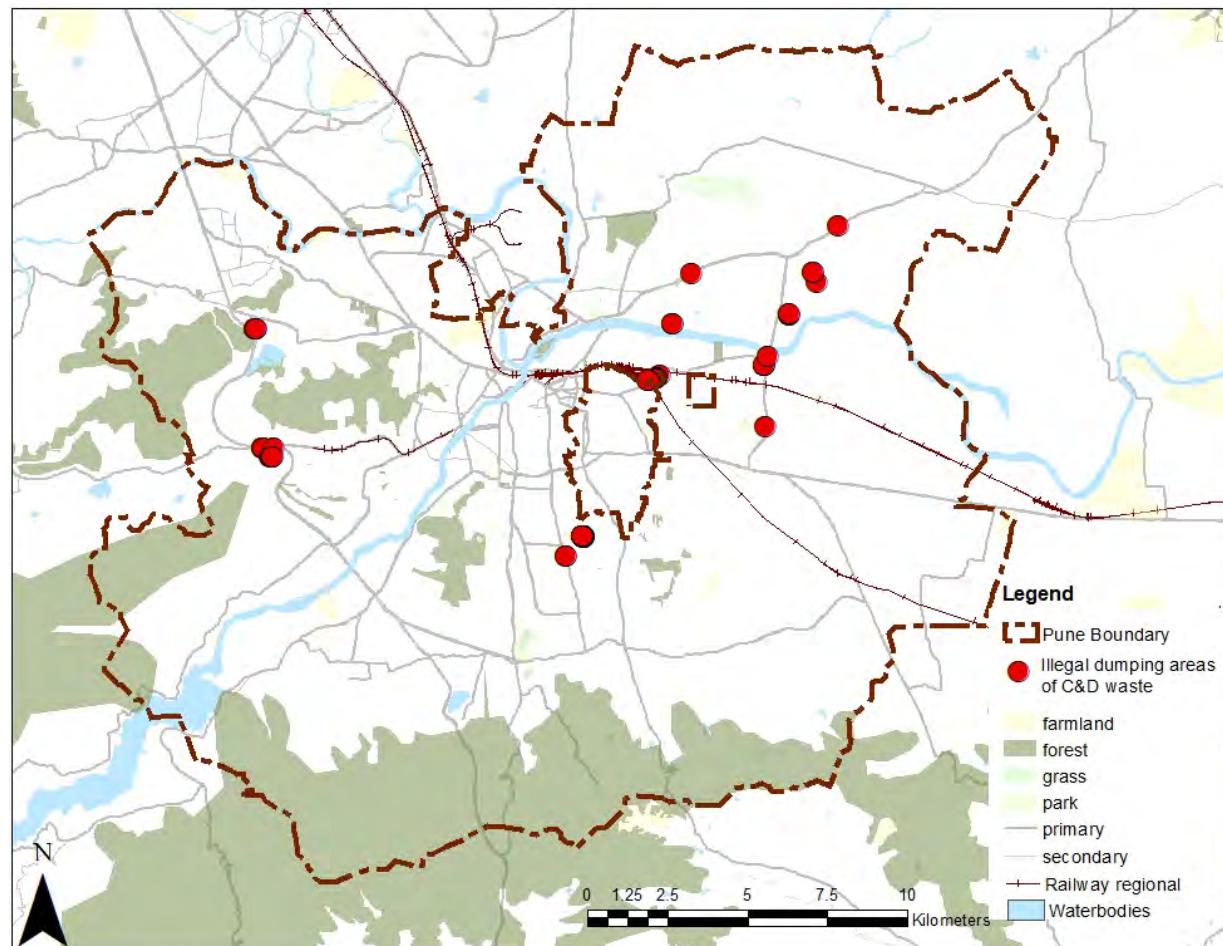 Legend
Pune Boundary
Illegal dumping areas
of C&D waste
farmland
forest
grass
park
primary
secondary
Railway regional
Waterbodies
N
0 1.25 2.5 5 7.5 10
Kilometers